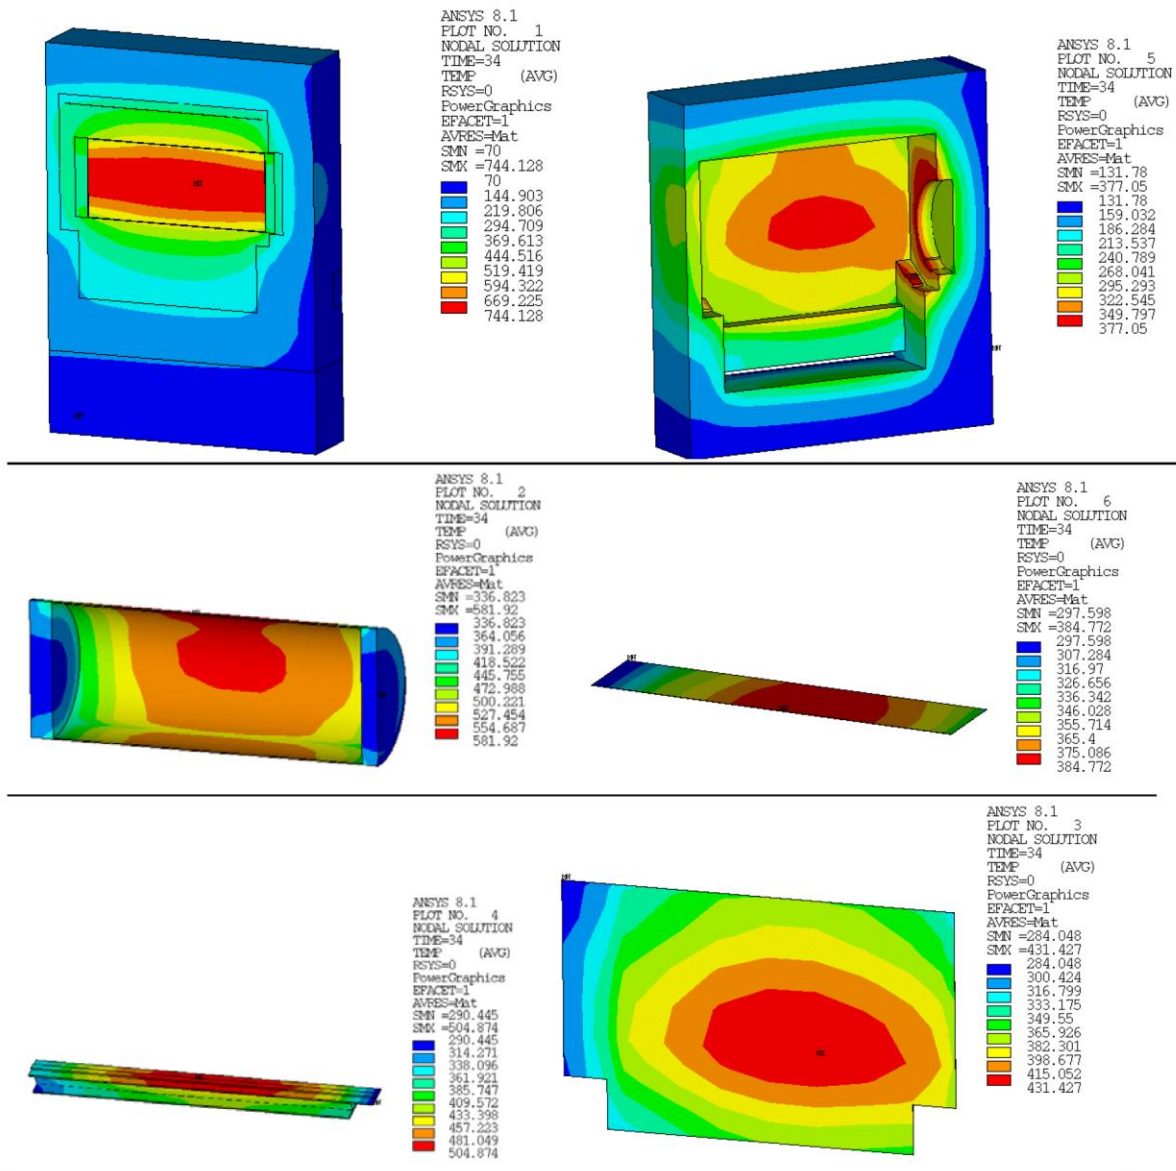 ANSYS 8.1
PLOT NO. 1
NODAL SOLUTION
TIME=34
TEMP (AVG)
RSYS=0
PowerGraphics
EFACET=1
AVRES=Mat
SMN =70
SMX =744.128
70
144.903
219.806
294.709
369.613
444.516
519.419
594.322
669.225
744.128
MX
MN
ANSYS 8.1
PLOT NO. 5
NODAL SOLUTION
TIME=34
TEMP (AVG)
RSYS=0
PowerGraphics
EFACET=1
AVRES=Mat
SMN =131.78
SMX =377.05
131.78
159.032
186.284
213.537
240.789
268.041
295.293
322.545
349.797
377.05
MN
ANSYS 8.1
PLOT NO. 2
NODAL SOLUTION
TIME=34
TEMP (AVG)
RSYS=0
PowerGraphics
EFACET=1
AVRES=Mat
SMN =336.823
SMX =581.92
336.823
364.056
391.289
418.522
445.755
472.988
500.221
527.454
554.687
581.92
MX
MN
ANSYS 8.1
PLOT NO. 6
NODAL SOLUTION
TIME=34
TEMP (AVG)
RSYS=0
PowerGraphics
EFACET=1
AVRES=Mat
SMN =297.598
SMX =384.772
297.598
307.284
316.97
326.656
336.342
346.028
355.714
365.4
375.086
384.772
MN
MX
ANSYS 8.1
PLOT NO. 4
NODAL SOLUTION
TIME=34
TEMP (AVG)
RSYS=0
PowerGraphics
EFACET=1
AVRES=Mat
SMN =290.445
SMX =504.874
290.445
314.271
338.096
361.921
385.747
409.572
433.398
457.223
481.049
504.874
MX
ANSYS 8.1
PLOT NO. 3
NODAL SOLUTION
TIME=34
TEMP (AVG)
RSYS=0
PowerGraphics
EFACET=1
AVRES=Mat
SMN =284.048
SMX =431.427
284.048
300.424
316.799
333.175
349.55
365.926
382.301
398.677
415.052
431.427
MN
MX